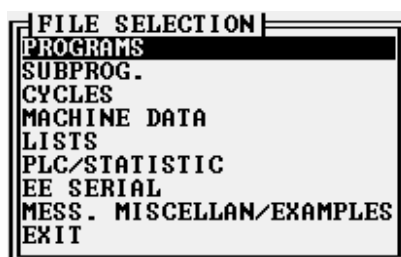 FILE SELECTION
PROGRAMS
SUBPROG.
CYCLES
MACHINE DATA
LISTS
PLC/STATISTIC
EE SERIAL
MESS. MISCELLAN/EXAMPLES
EXIT